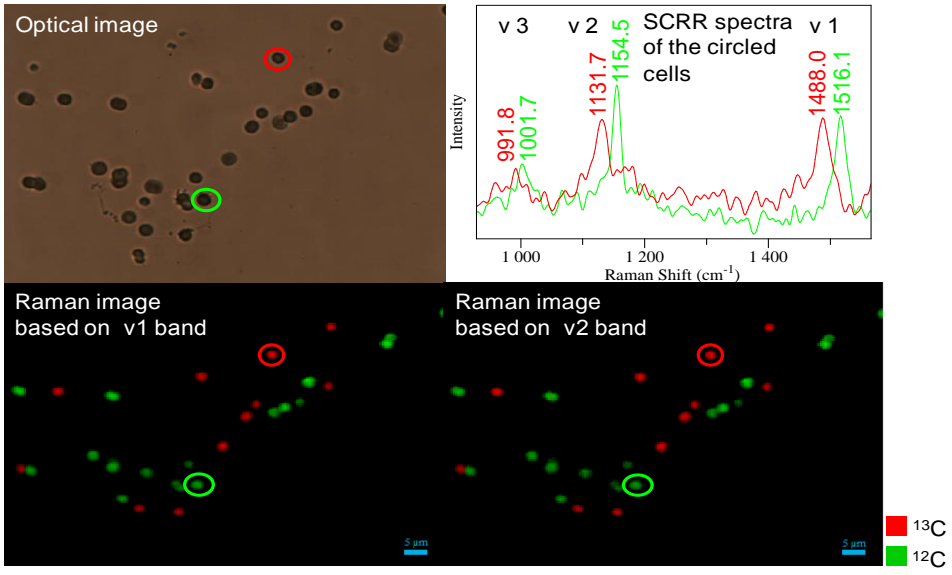 Optical image
ν 3
ν 2
SCRR spectra
of the circled
cells
ν 1
991.8
1001.7
1131.7
1154.5
1488.0
1516.1
Intensity
1 000
1 200
1 400
Raman Shift (cm⁻¹)
Raman image
based on ν1 band
5 µm
Raman image
based on ν2 band
5 µm
¹³C
¹²C